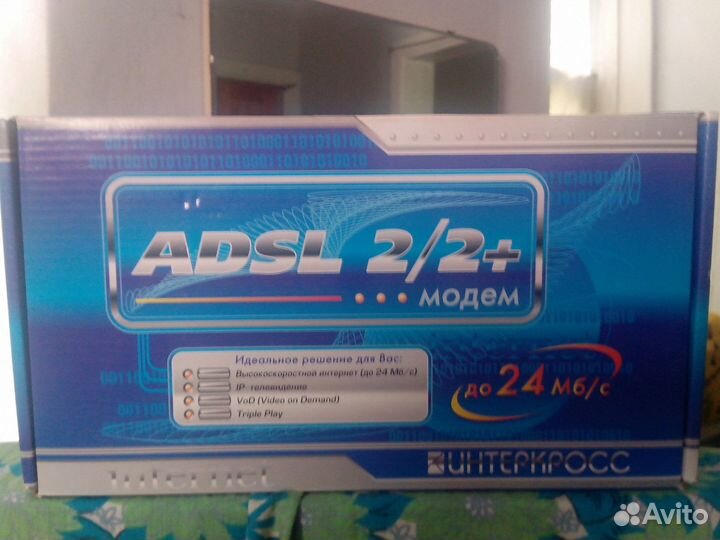 ADSL 2/2+
модем
Идеальное решение для Вас:
Высокоскоростной интернет (до 24 Мб/с)
IP-телевидение
VoD (Video on Demand)
Triple Play
до 24 Мб/с
internet
ИНТЕРКРОСС
Avito